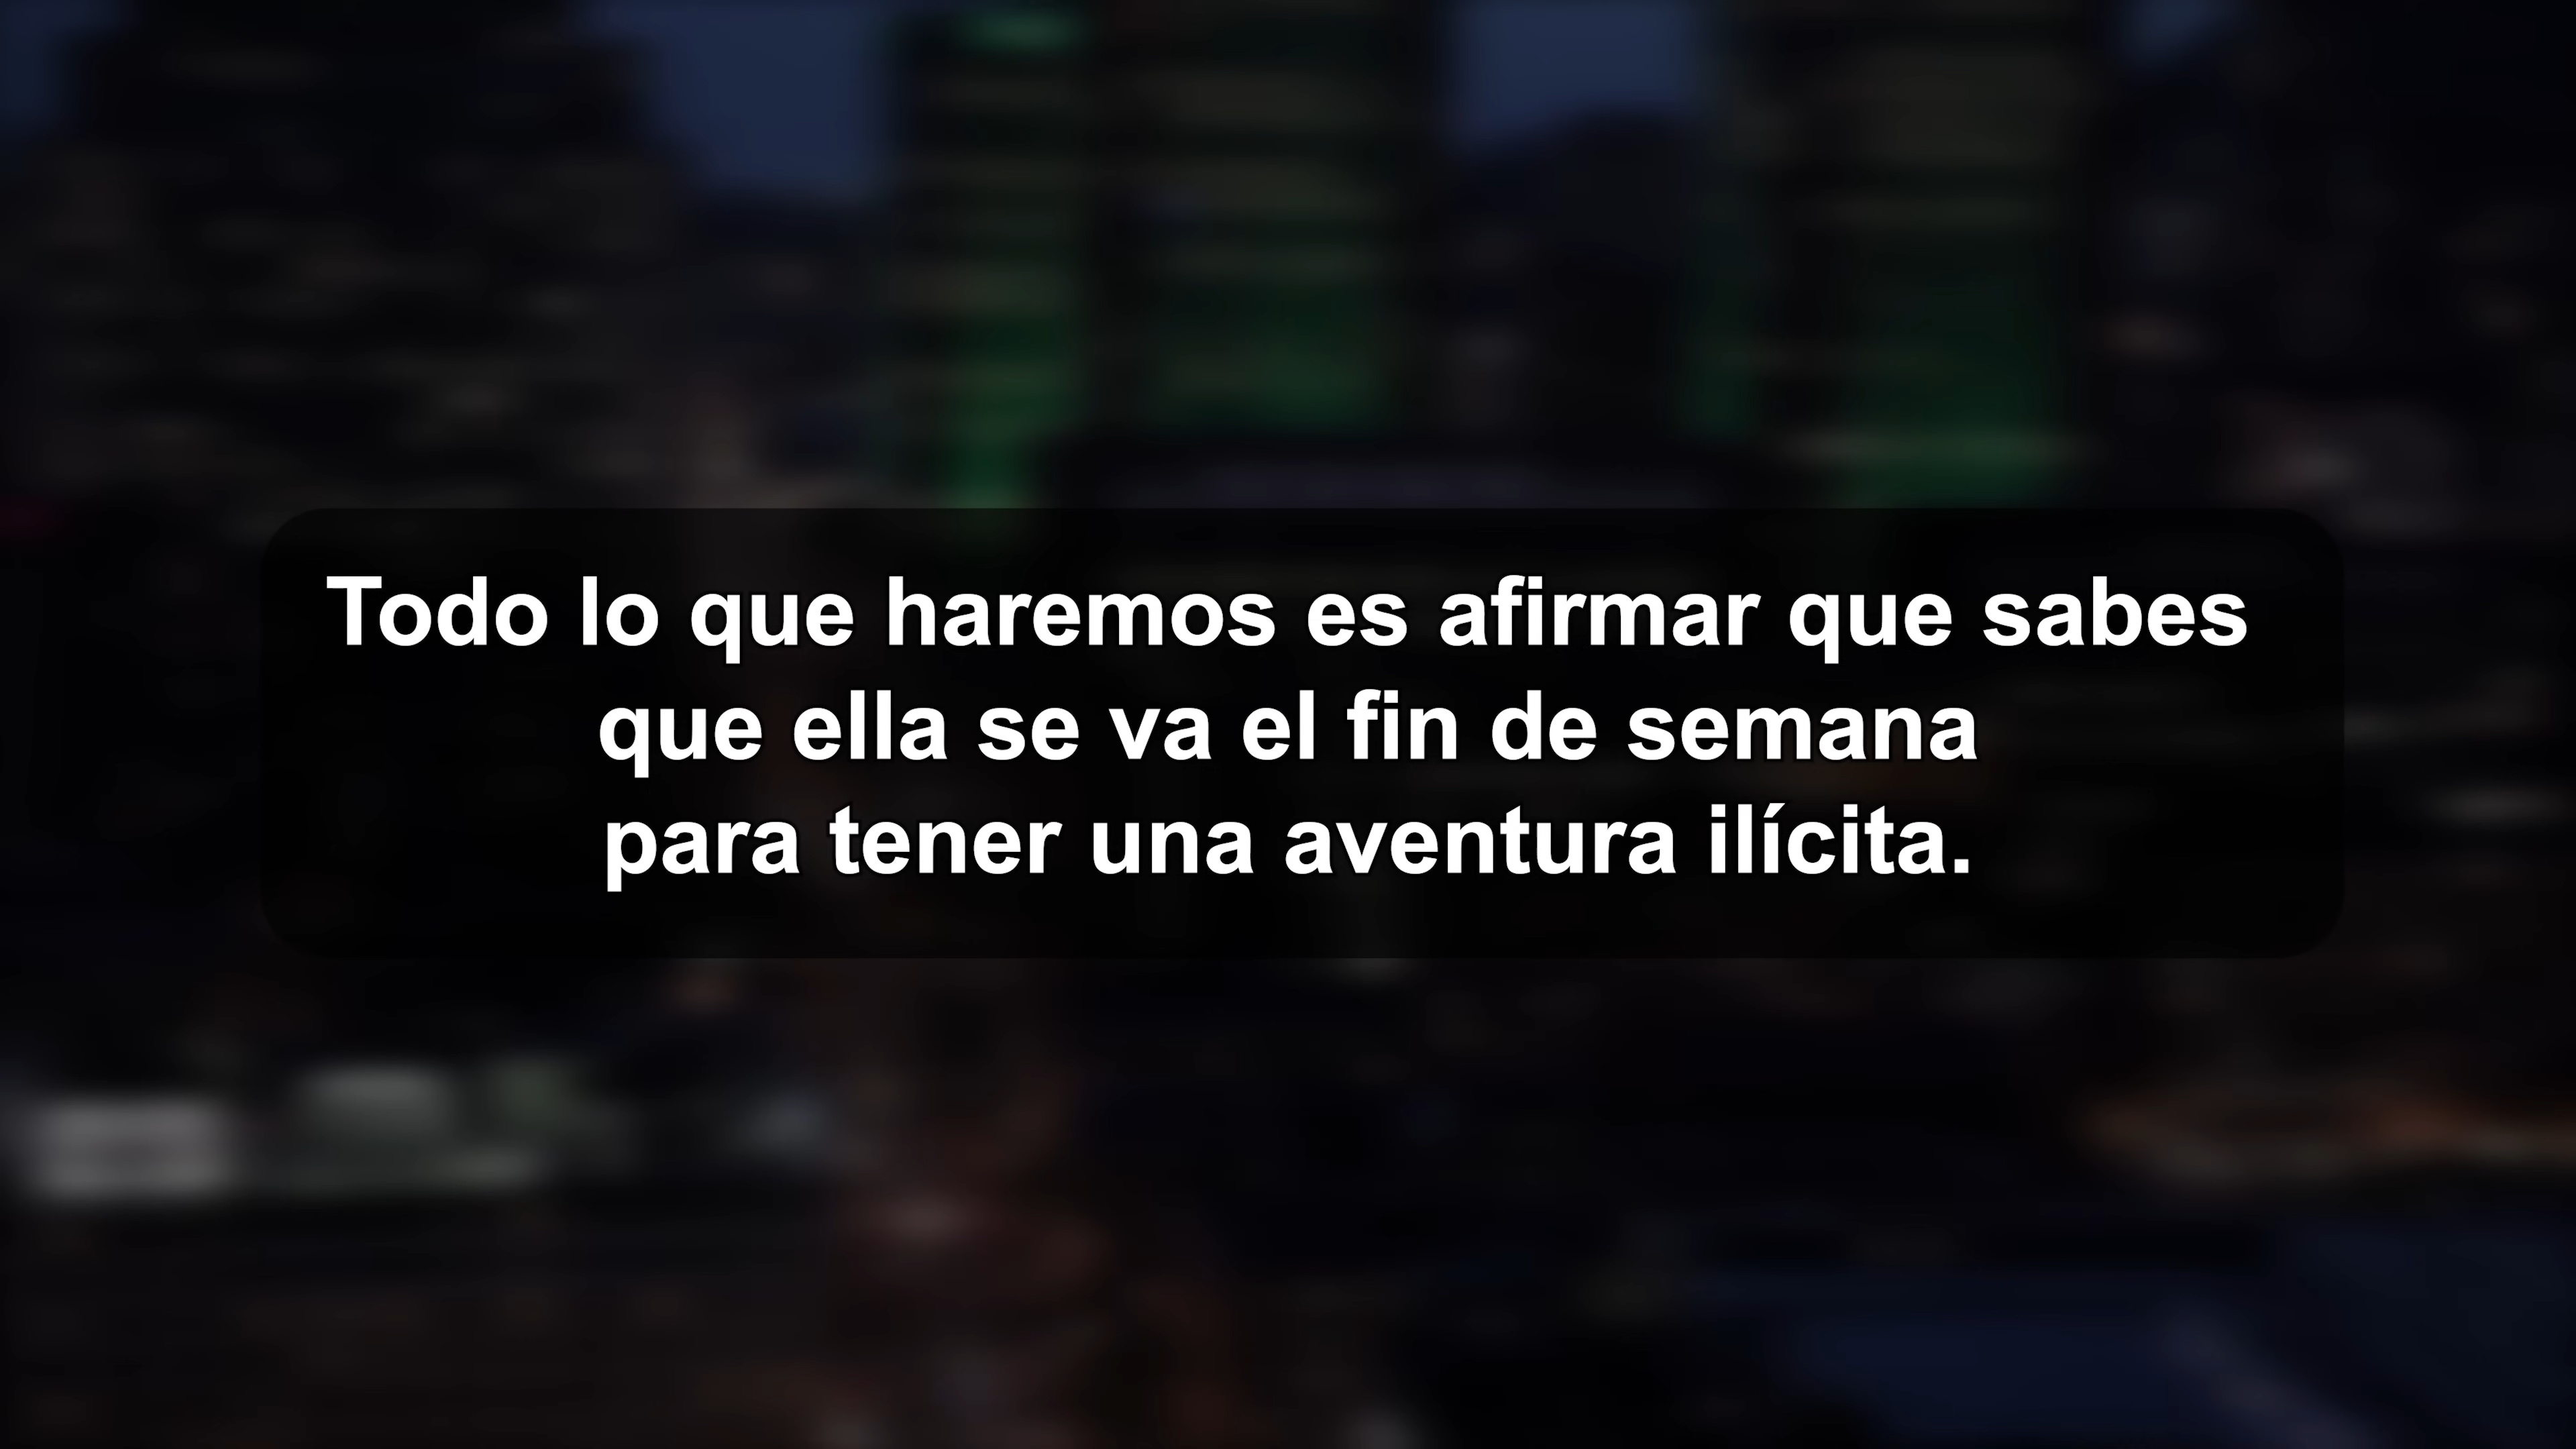 Todo lo que haremos es afirmar que sabes
que ella se va el fin de semana
para tener una aventura ilícita.